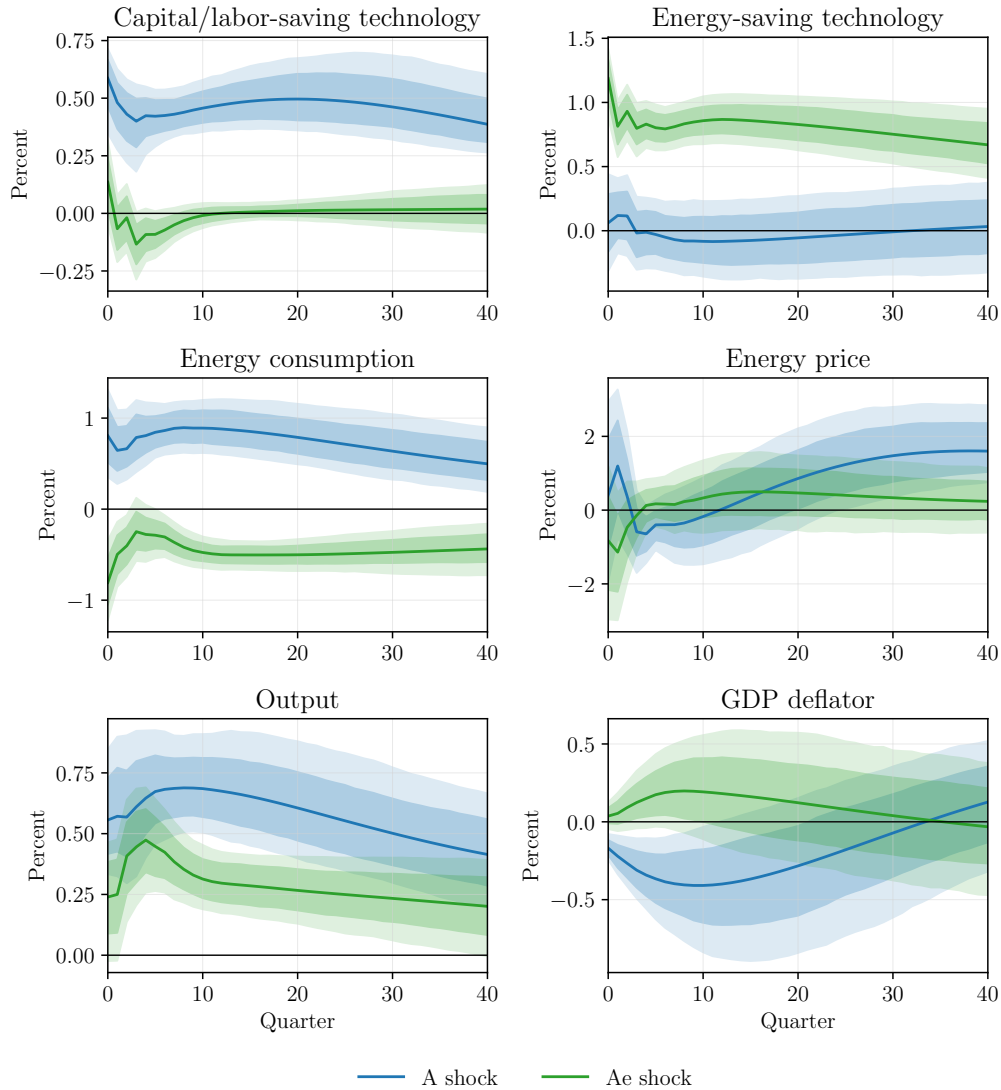 Capital/labor-saving technology
Percent
0.75
0.50
0.25
0.00
−0.25
0 10 20 30 40
Energy-saving technology
Percent
1.5
1.0
0.5
0.0
0 10 20 30 40
Energy consumption
Percent
1
0
−1
0 10 20 30 40
Energy price
Percent
2
0
−2
0 10 20 30 40
Output
Percent
0.75
0.50
0.25
0.00
0 10 20 30 40
Quarter
GDP deflator
Percent
0.5
0.0
−0.5
0 10 20 30 40
Quarter
A shock Ae shock